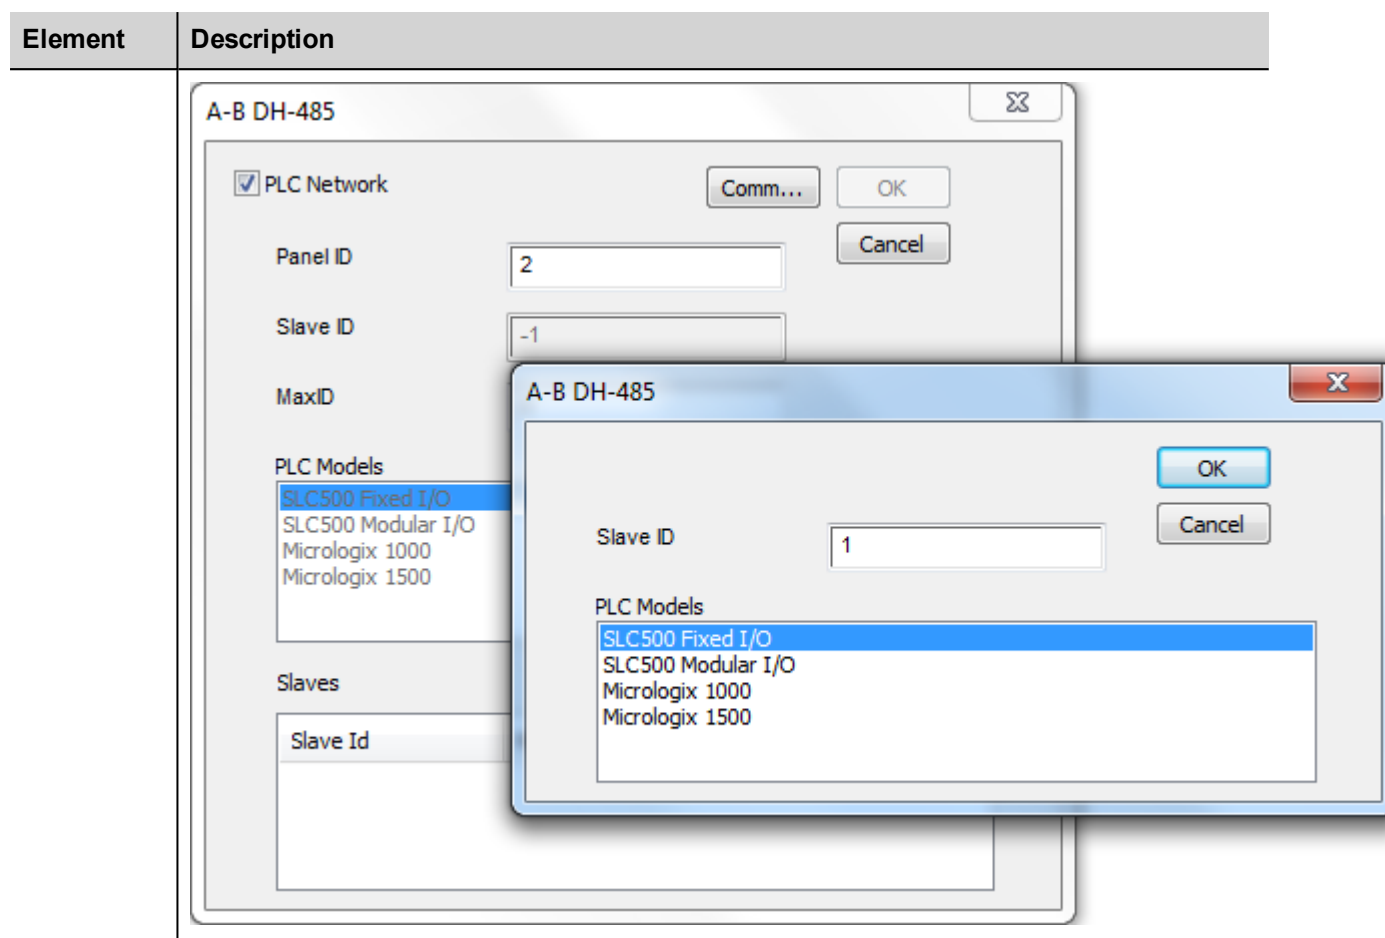 Element Description
A-B DH-485
PLC Network Comm... OK
Cancel
Panel ID 2
Slave ID -1
MaxID
PLC Models
SLC500 Fixed I/O
SLC500 Modular I/O
Micrologix 1000
Micrologix 1500
Slaves
Slave Id
A-B DH-485
OK
Cancel
Slave ID 1
PLC Models
SLC500 Fixed I/O
SLC500 Modular I/O
Micrologix 1000
Micrologix 1500